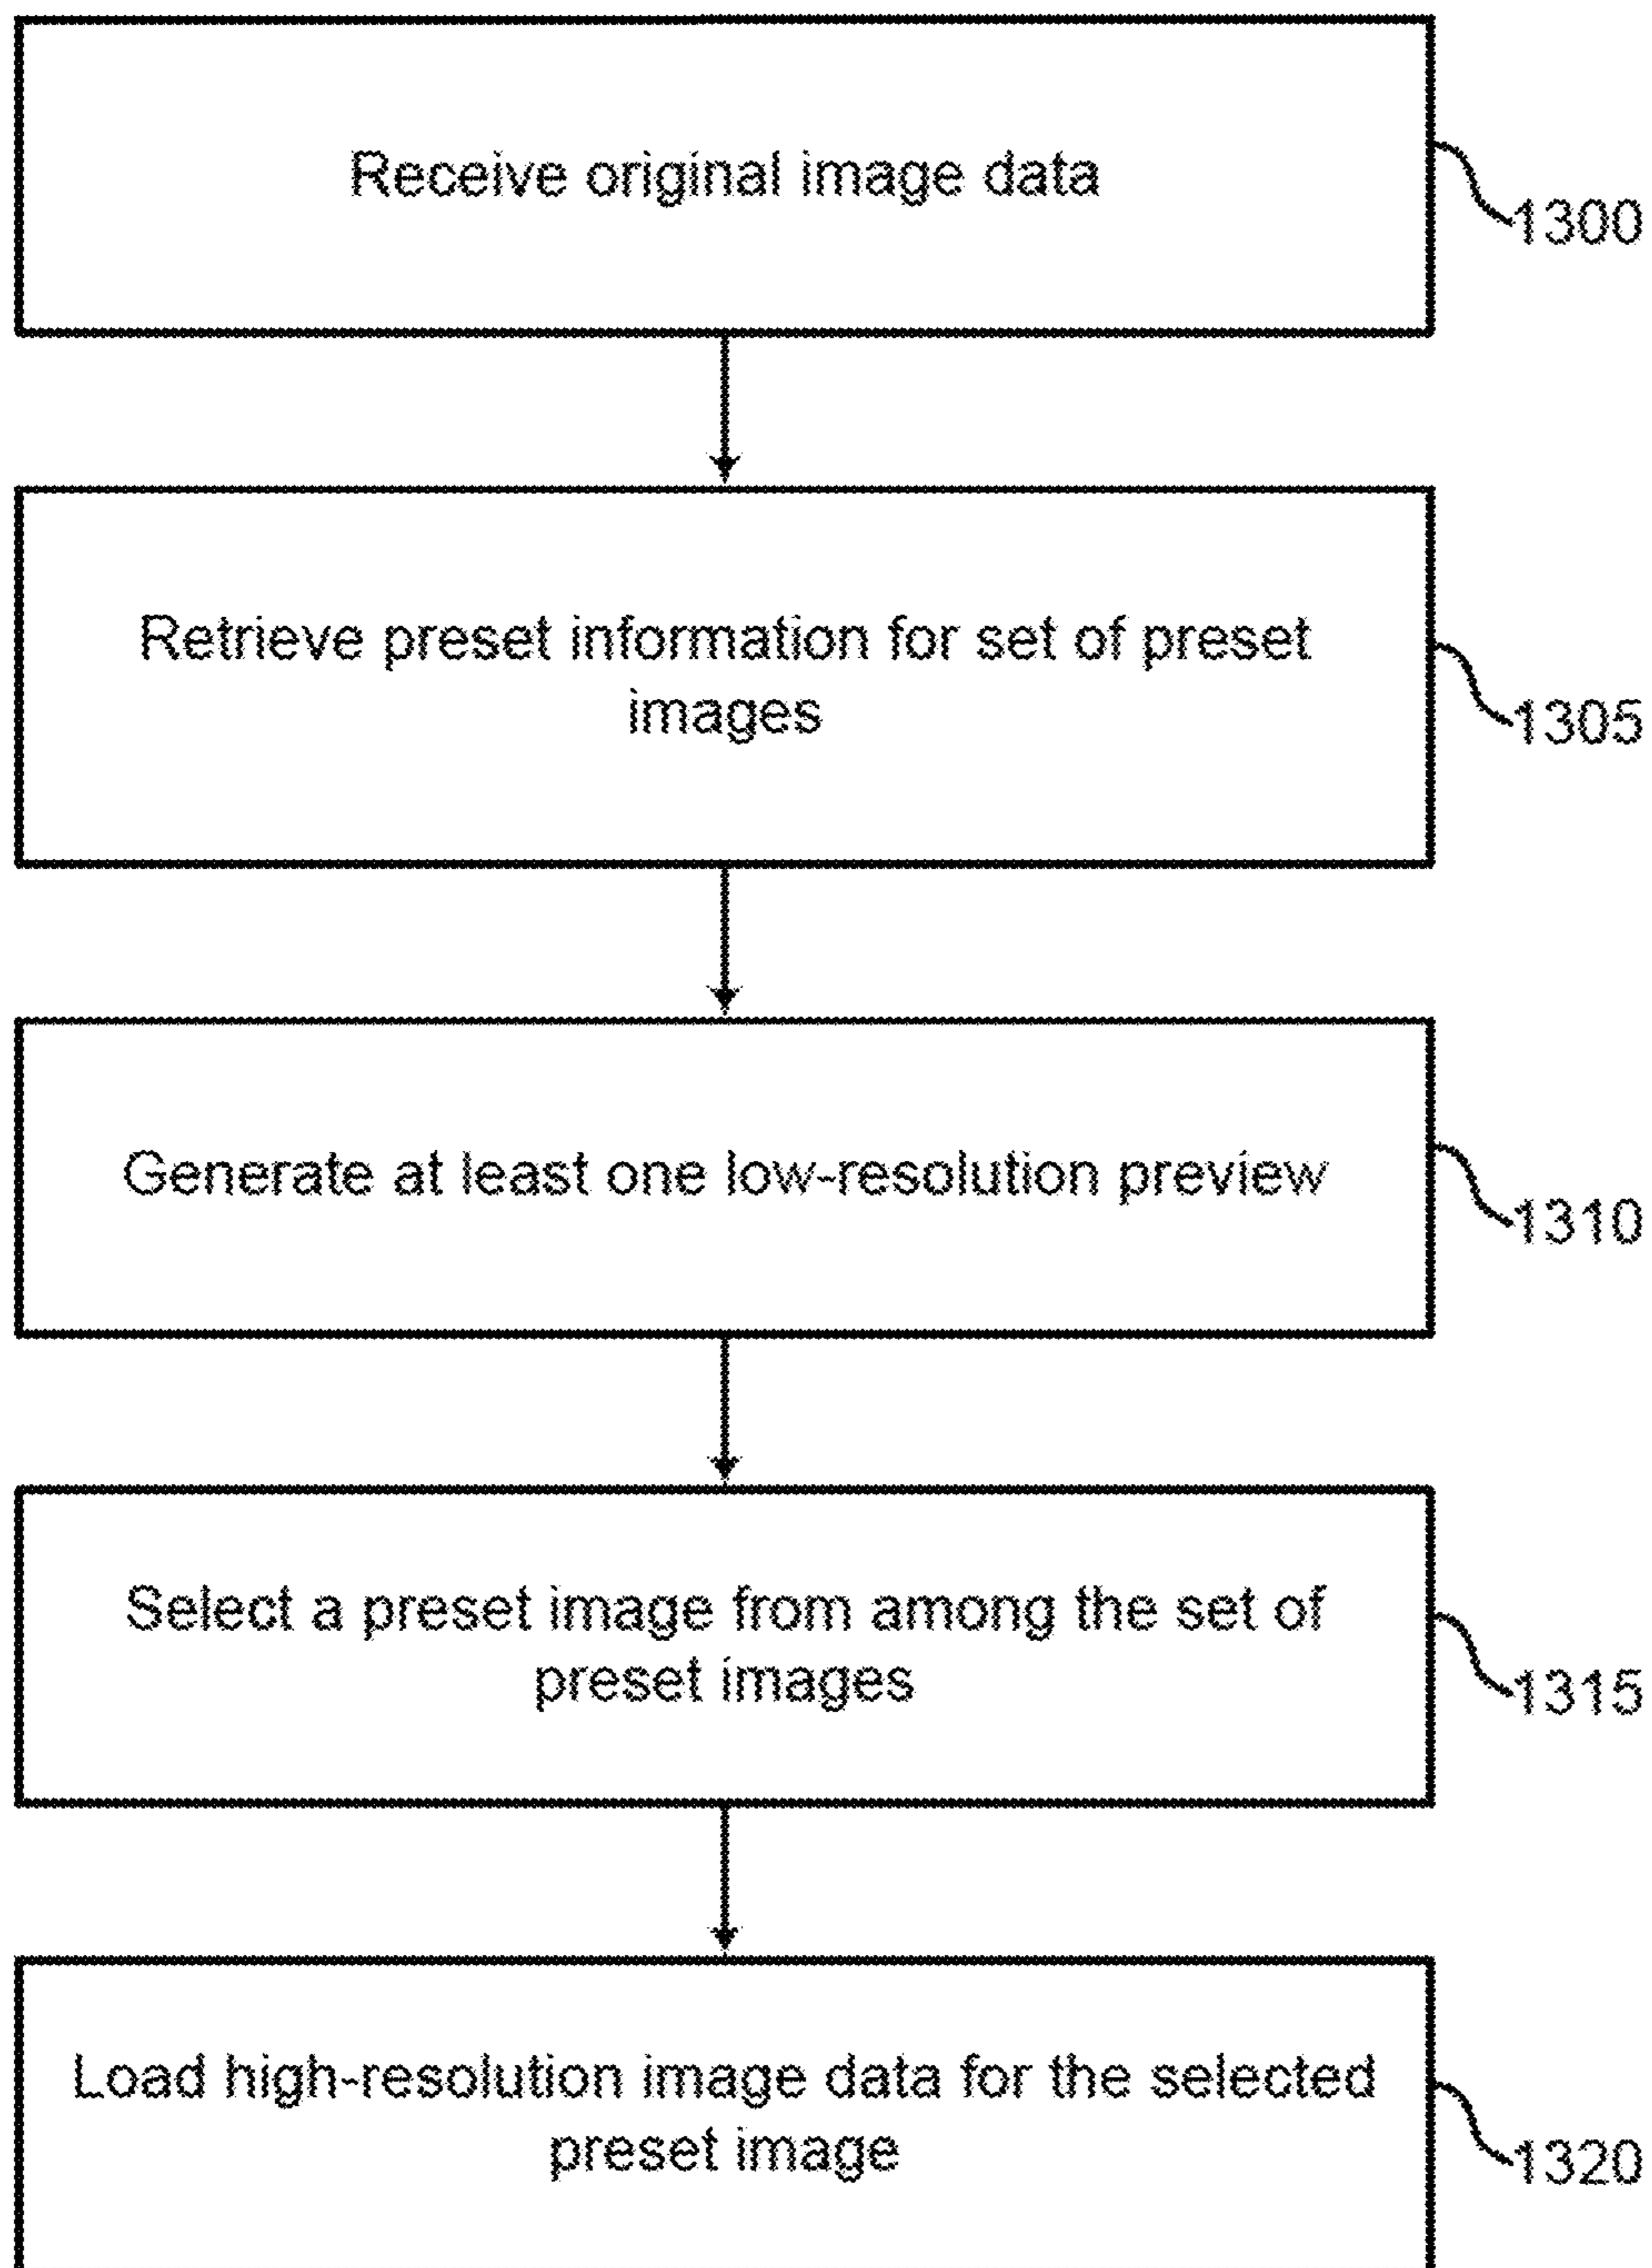 Receive original image data
1300
Retrieve preset information for set of preset
images
1305
Generate at least one low-resolution preview
1310
Select a preset image from among the set of
preset images
1315
Load high-resolution image data for the selected
preset image
1320